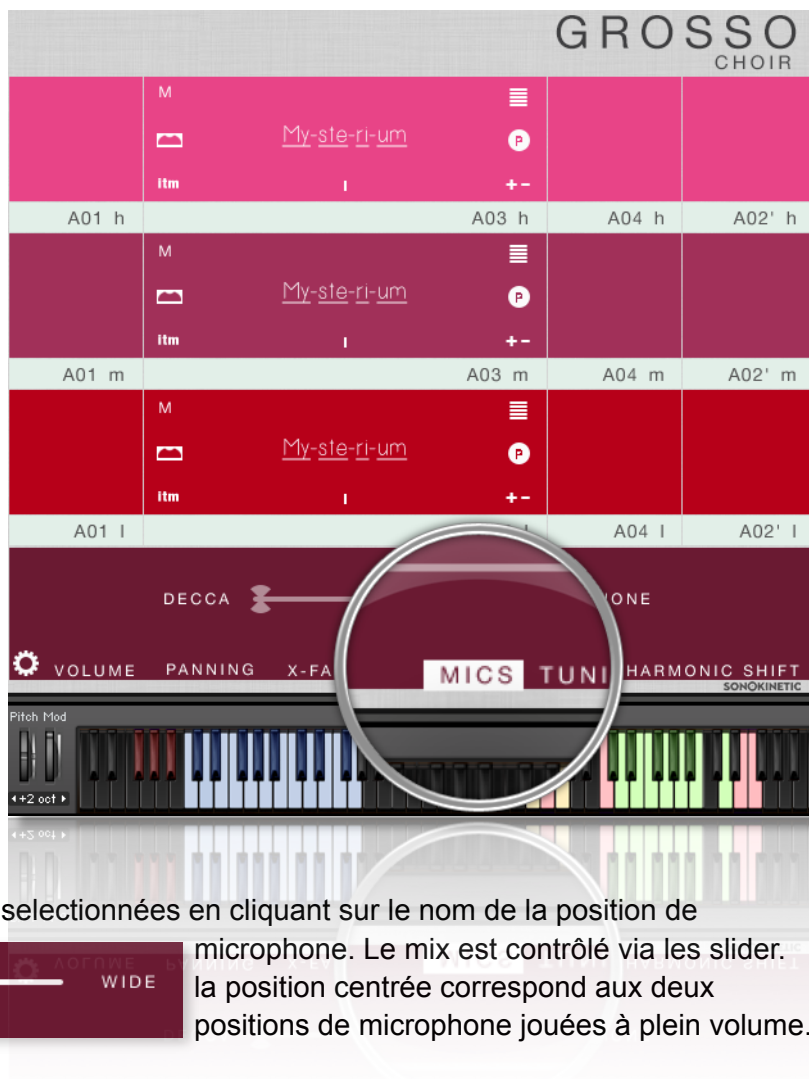 GROSSO
CHOIR
M
My-ste-ri-um
P
itm I + -
A01 h A03 h A04 h A02' h
M
My-ste-ri-um
P
itm I + -
A01 m A03 m A04 m A02' m
M
My-ste-ri-um
P
itm I + -
A01 l l A04 l A02' l
DECCA ONE
VOLUME PANNING X-FA MICS TUNI HARMONIC SHIFT
SONOKINETIC
Pitch Mod
+2 oct
selectionnées en cliquant sur le nom de la position de
microphone. Le mix est contrôlé via les slider.
WIDE
la position centrée correspond aux deux
positions de microphone jouées à plein volume.